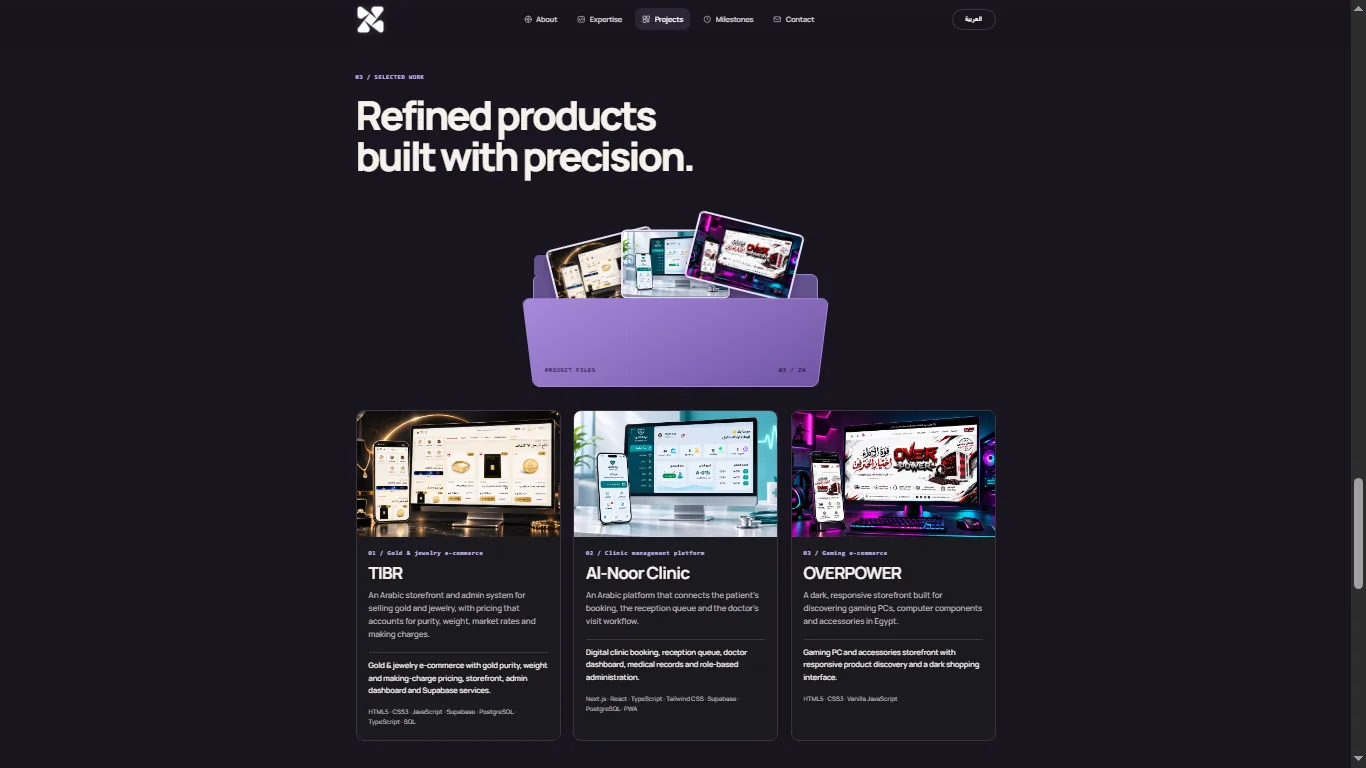 About
Expertise
Projects
Milestones
Contact
العربية
03 / SELECTED WORK
Refined products
built with precision.
OVER
PROJECT FILES
03 / 26
OVER
POWER
01 / Gold & jewelry e-commerce
TIBR
An Arabic storefront and admin system for
selling gold and jewelry, with pricing that
accounts for purity, weight, market rates and
making charges.
Gold & jewelry e-commerce with gold purity, weight
and making-charge pricing, storefront, admin
dashboard and Supabase services.
HTML5 · CSS3 · JavaScript · Supabase · PostgreSQL ·
TypeScript · SQL
02 / Clinic management platform
Al-Noor Clinic
An Arabic platform that connects the patient's
booking, the reception queue and the doctor's
visit workflow.
Digital clinic booking, reception queue, doctor
dashboard, medical records and role-based
administration.
Next.js · React · TypeScript · Tailwind CSS · Supabase ·
PostgreSQL · PWA
03 / Gaming e-commerce
OVERPOWER
A dark, responsive storefront built for
discovering gaming PCs, computer components
and accessories in Egypt.
Gaming PC and accessories storefront with
responsive product discovery and a dark shopping
interface.
HTML5 · CSS3 · Vanilla JavaScript